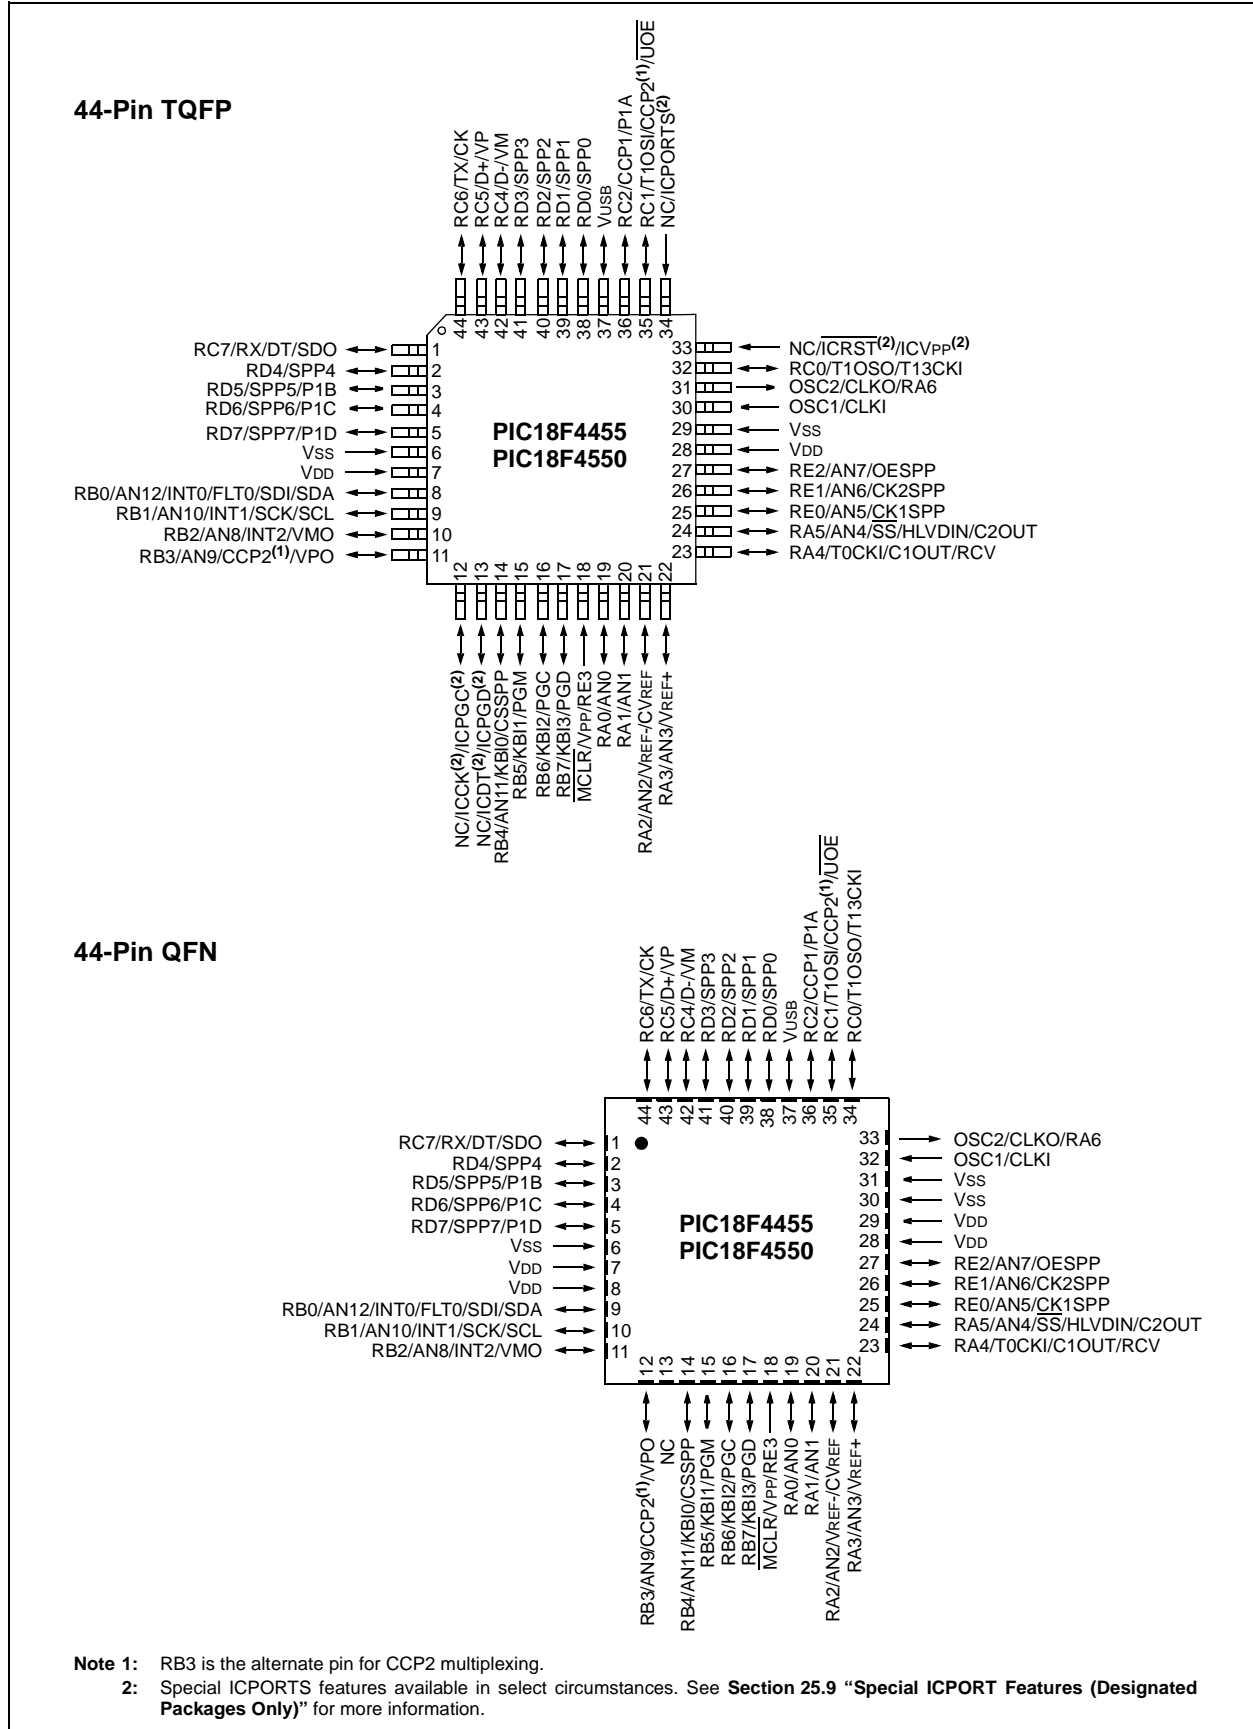 44-Pin TQFP
RC6/TX/CK
RC5/D+/VP
RC4/D-/VM
RD3/SPP3
RD2/SPP2
RD1/SPP1
RD0/SPP0
VUSB
RC2/CCP1/P1A
RC1/T1OSI/CCP2(1)/UOE
NC/ICPORTS(2)
44 43 42 41 40 39 38 37 36 35 34
RC7/RX/DT/SDO 1
RD4/SPP4 2
RD5/SPP5/P1B 3
RD6/SPP6/P1C 4
RD7/SPP7/P1D 5
VSS 6
VDD 7
RB0/AN12/INT0/FLT0/SDI/SDA 8
RB1/AN10/INT1/SCK/SCL 9
RB2/AN8/INT2/VMO 10
RB3/AN9/CCP2(1)/VPO 11
PIC18F4455
PIC18F4550
33 NC/ICRST(2)/ICVPP(2)
32 RC0/T1OSO/T13CKI
31 OSC2/CLKO/RA6
30 OSC1/CLKI
29 VSS
28 VDD
27 RE2/AN7/OESPP
26 RE1/AN6/CK2SPP
25 RE0/AN5/CK1SPP
24 RA5/AN4/SS/HLVDIN/C2OUT
23 RA4/T0CKI/C1OUT/RCV
12 13 14 15 16 17 18 19 20 21 22
NC/ICCK(2)/ICPGC(2)
NC/ICDT(2)/ICPGD(2)
RB4/AN11/KBI0/CSSPP
RB5/KBI1/PGM
RB6/KBI2/PGC
RB7/KBI3/PGD
MCLR/VPP/RE3
RA0/AN0
RA1/AN1
RA2/AN2/VREF-/CVREF
RA3/AN3/VREF+
44-Pin QFN
RC6/TX/CK
RC5/D+/VP
RC4/D-/VM
RD3/SPP3
RD2/SPP2
RD1/SPP1
RD0/SPP0
VUSB
RC2/CCP1/P1A
RC1/T1OSI/CCP2(1)/UOE
RC0/T1OSO/T13CKI
44 43 42 41 40 39 38 37 36 35 34
RC7/RX/DT/SDO 1
RD4/SPP4 2
RD5/SPP5/P1B 3
RD6/SPP6/P1C 4
RD7/SPP7/P1D 5
VSS 6
VDD 7
VDD 8
RB0/AN12/INT0/FLT0/SDI/SDA 9
RB1/AN10/INT1/SCK/SCL 10
RB2/AN8/INT2/VMO 11
PIC18F4455
PIC18F4550
33 OSC2/CLKO/RA6
32 OSC1/CLKI
31 VSS
30 VSS
29 VDD
28 VDD
27 RE2/AN7/OESPP
26 RE1/AN6/CK2SPP
25 RE0/AN5/CK1SPP
24 RA5/AN4/SS/HLVDIN/C2OUT
23 RA4/T0CKI/C1OUT/RCV
12 13 14 15 16 17 18 19 20 21 22
RB3/AN9/CCP2(1)/VPO
NC
RB4/AN11/KBI0/CSSPP
RB5/KBI1/PGM
RB6/KBI2/PGC
RB7/KBI3/PGD
MCLR/VPP/RE3
RA0/AN0
RA1/AN1
RA2/AN2/VREF-/CVREF
RA3/AN3/VREF+
Note 1: RB3 is the alternate pin for CCP2 multiplexing.
2: Special ICPORTS features available in select circumstances. See Section 25.9 “Special ICPORT Features (Designated
Packages Only)” for more information.